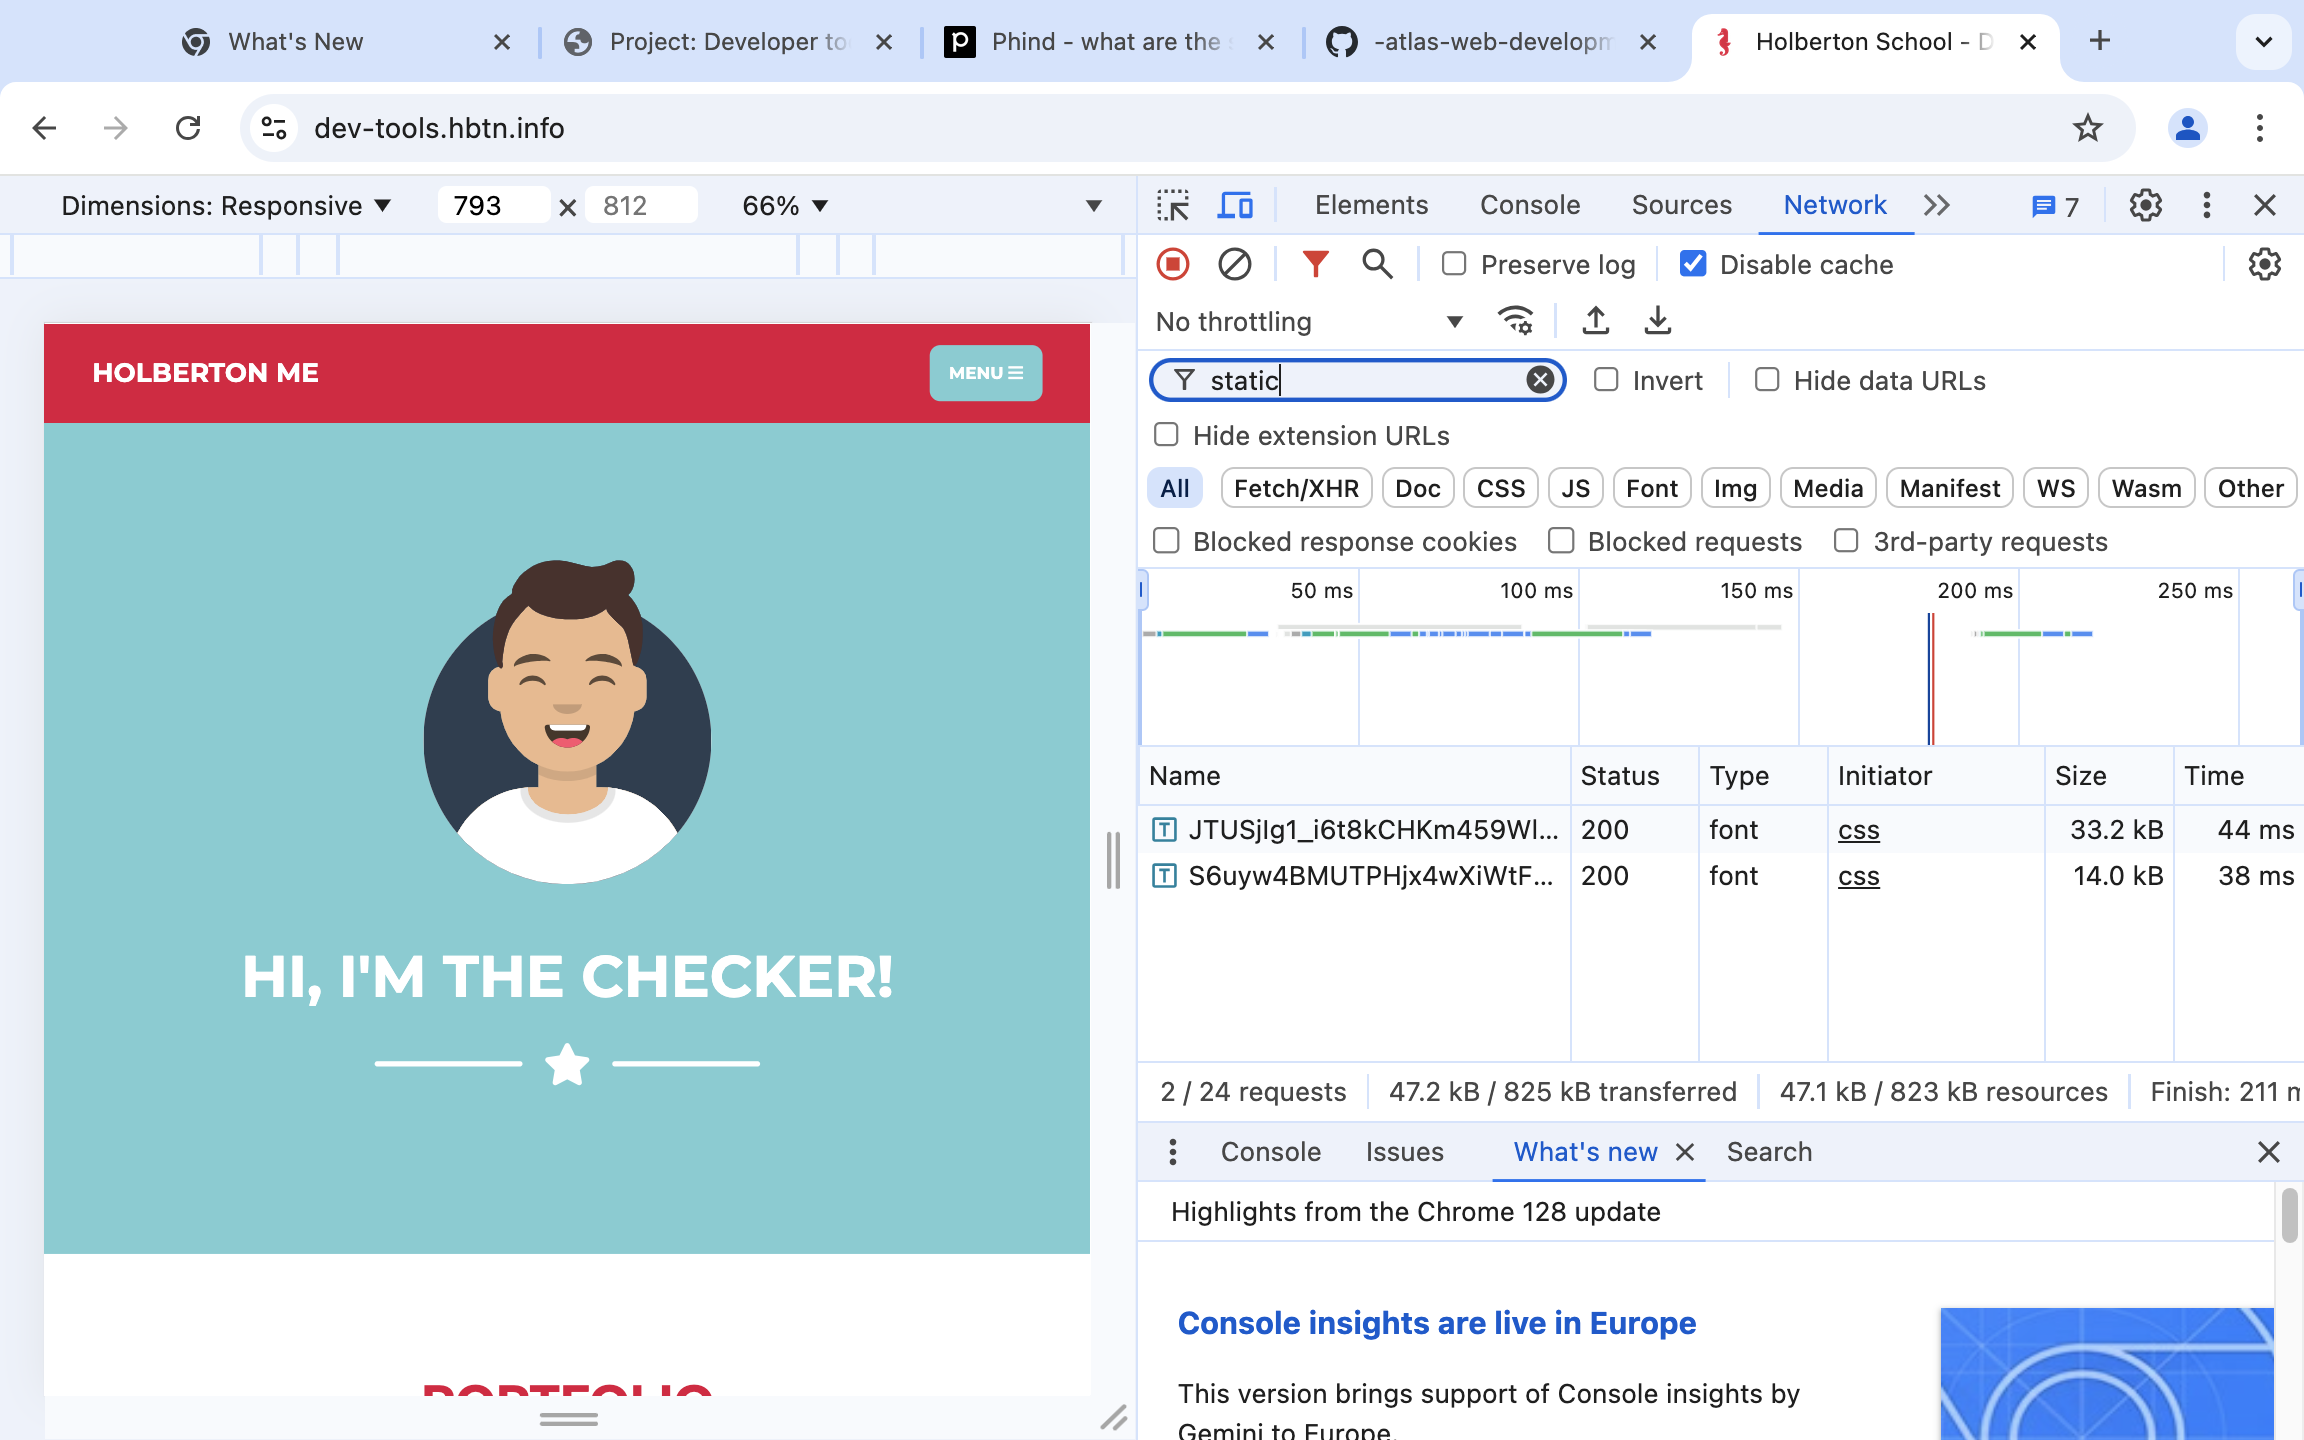 What's New
Project: Developer to
Phind - what are the
-atlas-web-developm
Holberton School - D
dev-tools.hbtn.info
Dimensions: Responsive 793 × 812 66%
Elements Console Sources Network 7
Preserve log Disable cache
No throttling
static Invert Hide data URLs
Hide extension URLs
All Fetch/XHR Doc CSS JS Font Img Media Manifest WS Wasm Other
Blocked response cookies Blocked requests 3rd-party requests
50 ms 100 ms 150 ms 200 ms 250 ms
Name Status Type Initiator Size Time
JTUSjIg1_i6t8kCHKm459Wl... 200 font css 33.2 kB 44 ms
S6uyw4BMUTPHjx4wXiWtF... 200 font css 14.0 kB 38 ms
2 / 24 requests 47.2 kB / 825 kB transferred 47.1 kB / 823 kB resources Finish: 211 m
Console Issues What's new Search
Highlights from the Chrome 128 update
Console insights are live in Europe
This version brings support of Console insights by
Gemini to Europe.
HOLBERTON ME
MENU
HI, I'M THE CHECKER!
PORTFOLIO